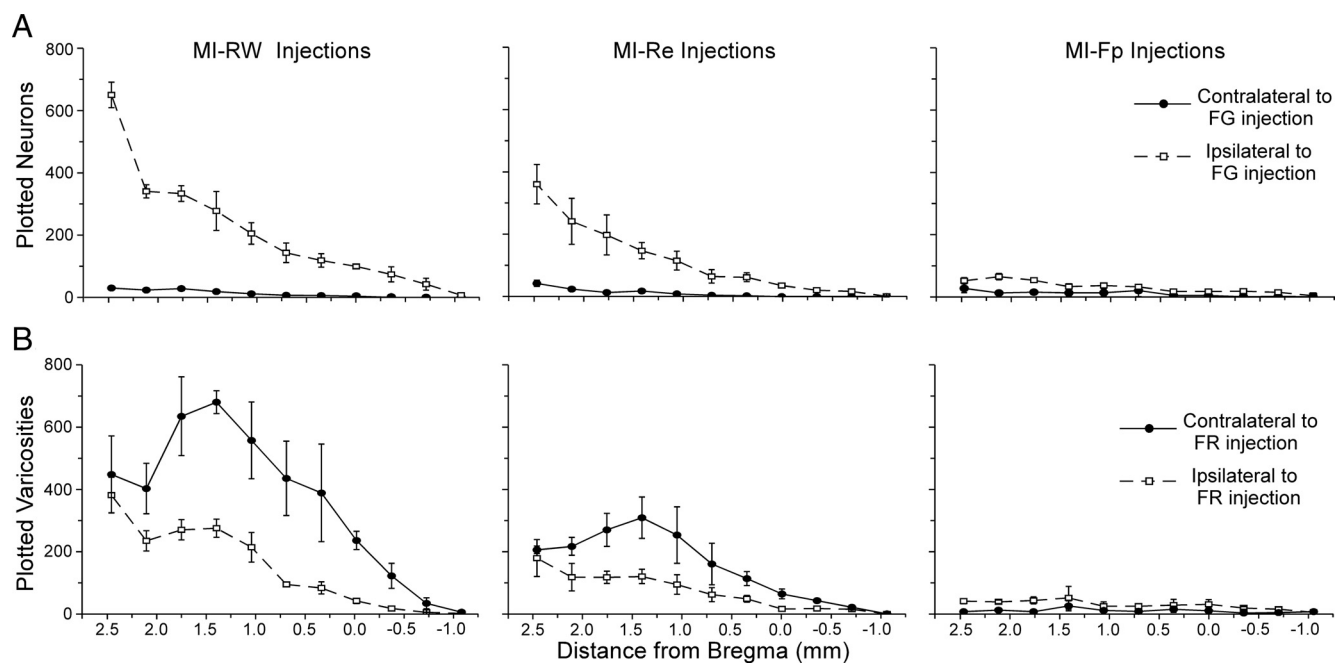 A
MI-RW Injections
MI-Re Injections
MI-Fp Injections
Plotted Neurons
800
600
400
200
0
Contralateral to
FG injection
Ipsilateral to
FG injection
B
Plotted Varicosities
800
600
400
200
0
Contralateral to
FR injection
Ipsilateral to
FR injection
2.5 2.0 1.5 1.0 0.5 0.0 -0.5 -1.0
2.5 2.0 1.5 1.0 0.5 0.0 -0.5 -1.0
2.5 2.0 1.5 1.0 0.5 0.0 -0.5 -1.0
Distance from Bregma (mm)